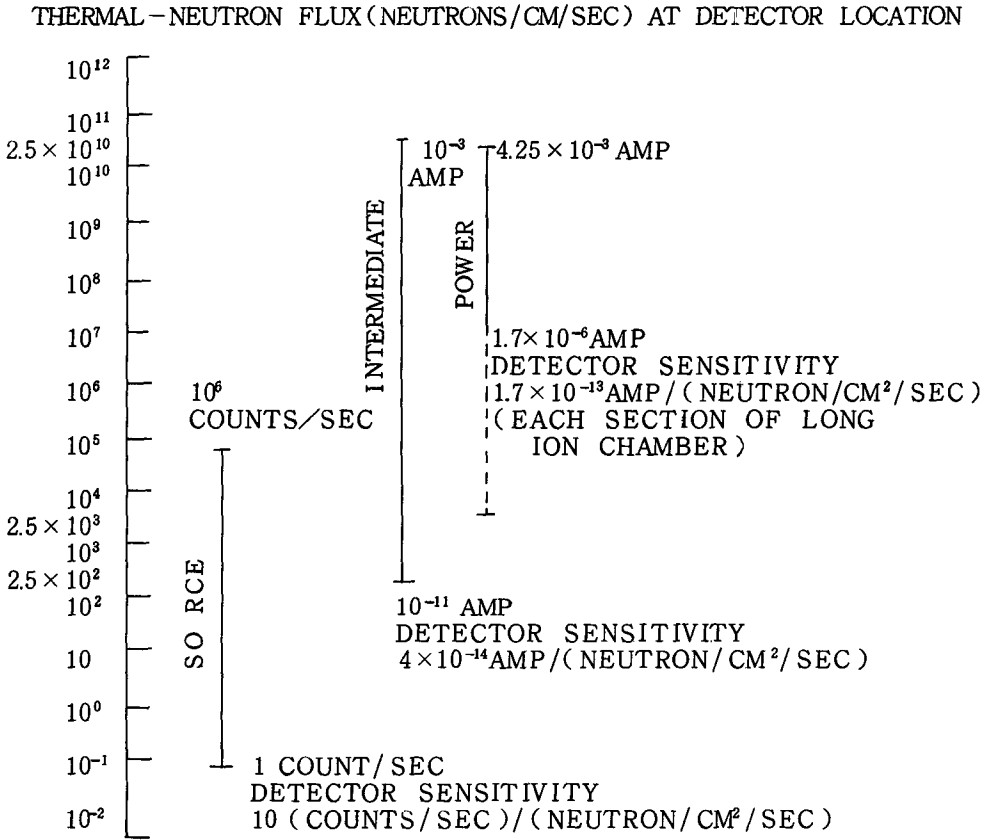 THERMAL-NEUTRON FLUX(NEUTRONS/CM/SEC) AT DETECTOR LOCATION
10¹²
10¹¹
2.5 × 10¹⁰
10¹⁰
10⁹
10⁸
10⁷
10⁶
10⁵
10⁴
2.5 × 10³
10³
2.5 × 10²
10²
10
10⁰
10⁻¹
10⁻²
SO RCE
10⁶
COUNTS/SEC
1 COUNT/SEC
DETECTOR SENSITIVITY
10 (COUNTS/SEC)/(NEUTRON/CM²/SEC)
INTERMEDIATE
10⁻³
AMP
10⁻¹¹ AMP
DETECTOR SENSITIVITY
4×10⁻¹⁴AMP/(NEUTRON/CM²/SEC)
POWER
4.25 × 10⁻³ AMP
1.7× 10⁻⁶AMP
DETECTOR SENSITIVITY
1.7×10⁻¹³AMP/(NEUTRON/CM²/SEC)
(EACH SECTION OF LONG
ION CHAMBER)